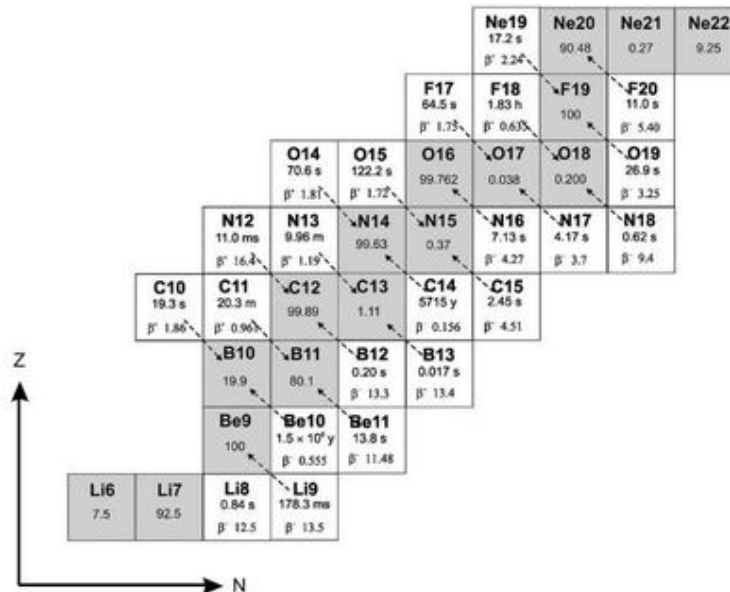 Ne19 Ne20 Ne21 Ne22
17.2 s 90.48 0.27 9.25
β⁺ 2.24
F17 F18 F19 F20
64.5 s 1.83 h 100 11.0 s
β⁺ 1.75 β⁺ 0.635 β⁻ 5.40
O14 O15 O16 O17 O18 O19
70.6 s 122.2 s 99.762 0.038 0.200 26.9 s
β⁺ 1.81 β⁺ 1.72 β⁻ 3.25
N12 N13 N14 N15 N16 N17 N18
11.0 ms 9.96 m 99.63 0.37 7.13 s 4.17 s 0.62 s
β⁺ 16.4 β⁺ 1.19 β⁻ 4.27 β⁻ 3.7 β⁻ 9.4
C10 C11 C12 C13 C14 C15
19.3 s 20.3 m 99.89 1.11 5715 y 2.45 s
β⁺ 1.86 β⁺ 0.961 β⁻ 0.156 β⁻ 4.51
Z
B10 B11 B12 B13
19.9 80.1 0.20 s 0.017 s
β⁻ 13.3 β⁻ 13.4
Be9 Be10 Be11
100 1.5 × 10⁶ y 13.8 s
β⁻ 0.555 β⁻ 11.48
Li6 Li7 Li8 Li9
7.5 92.5 0.84 s 178.3 ms
β⁻ 12.5 β⁻ 13.5
N